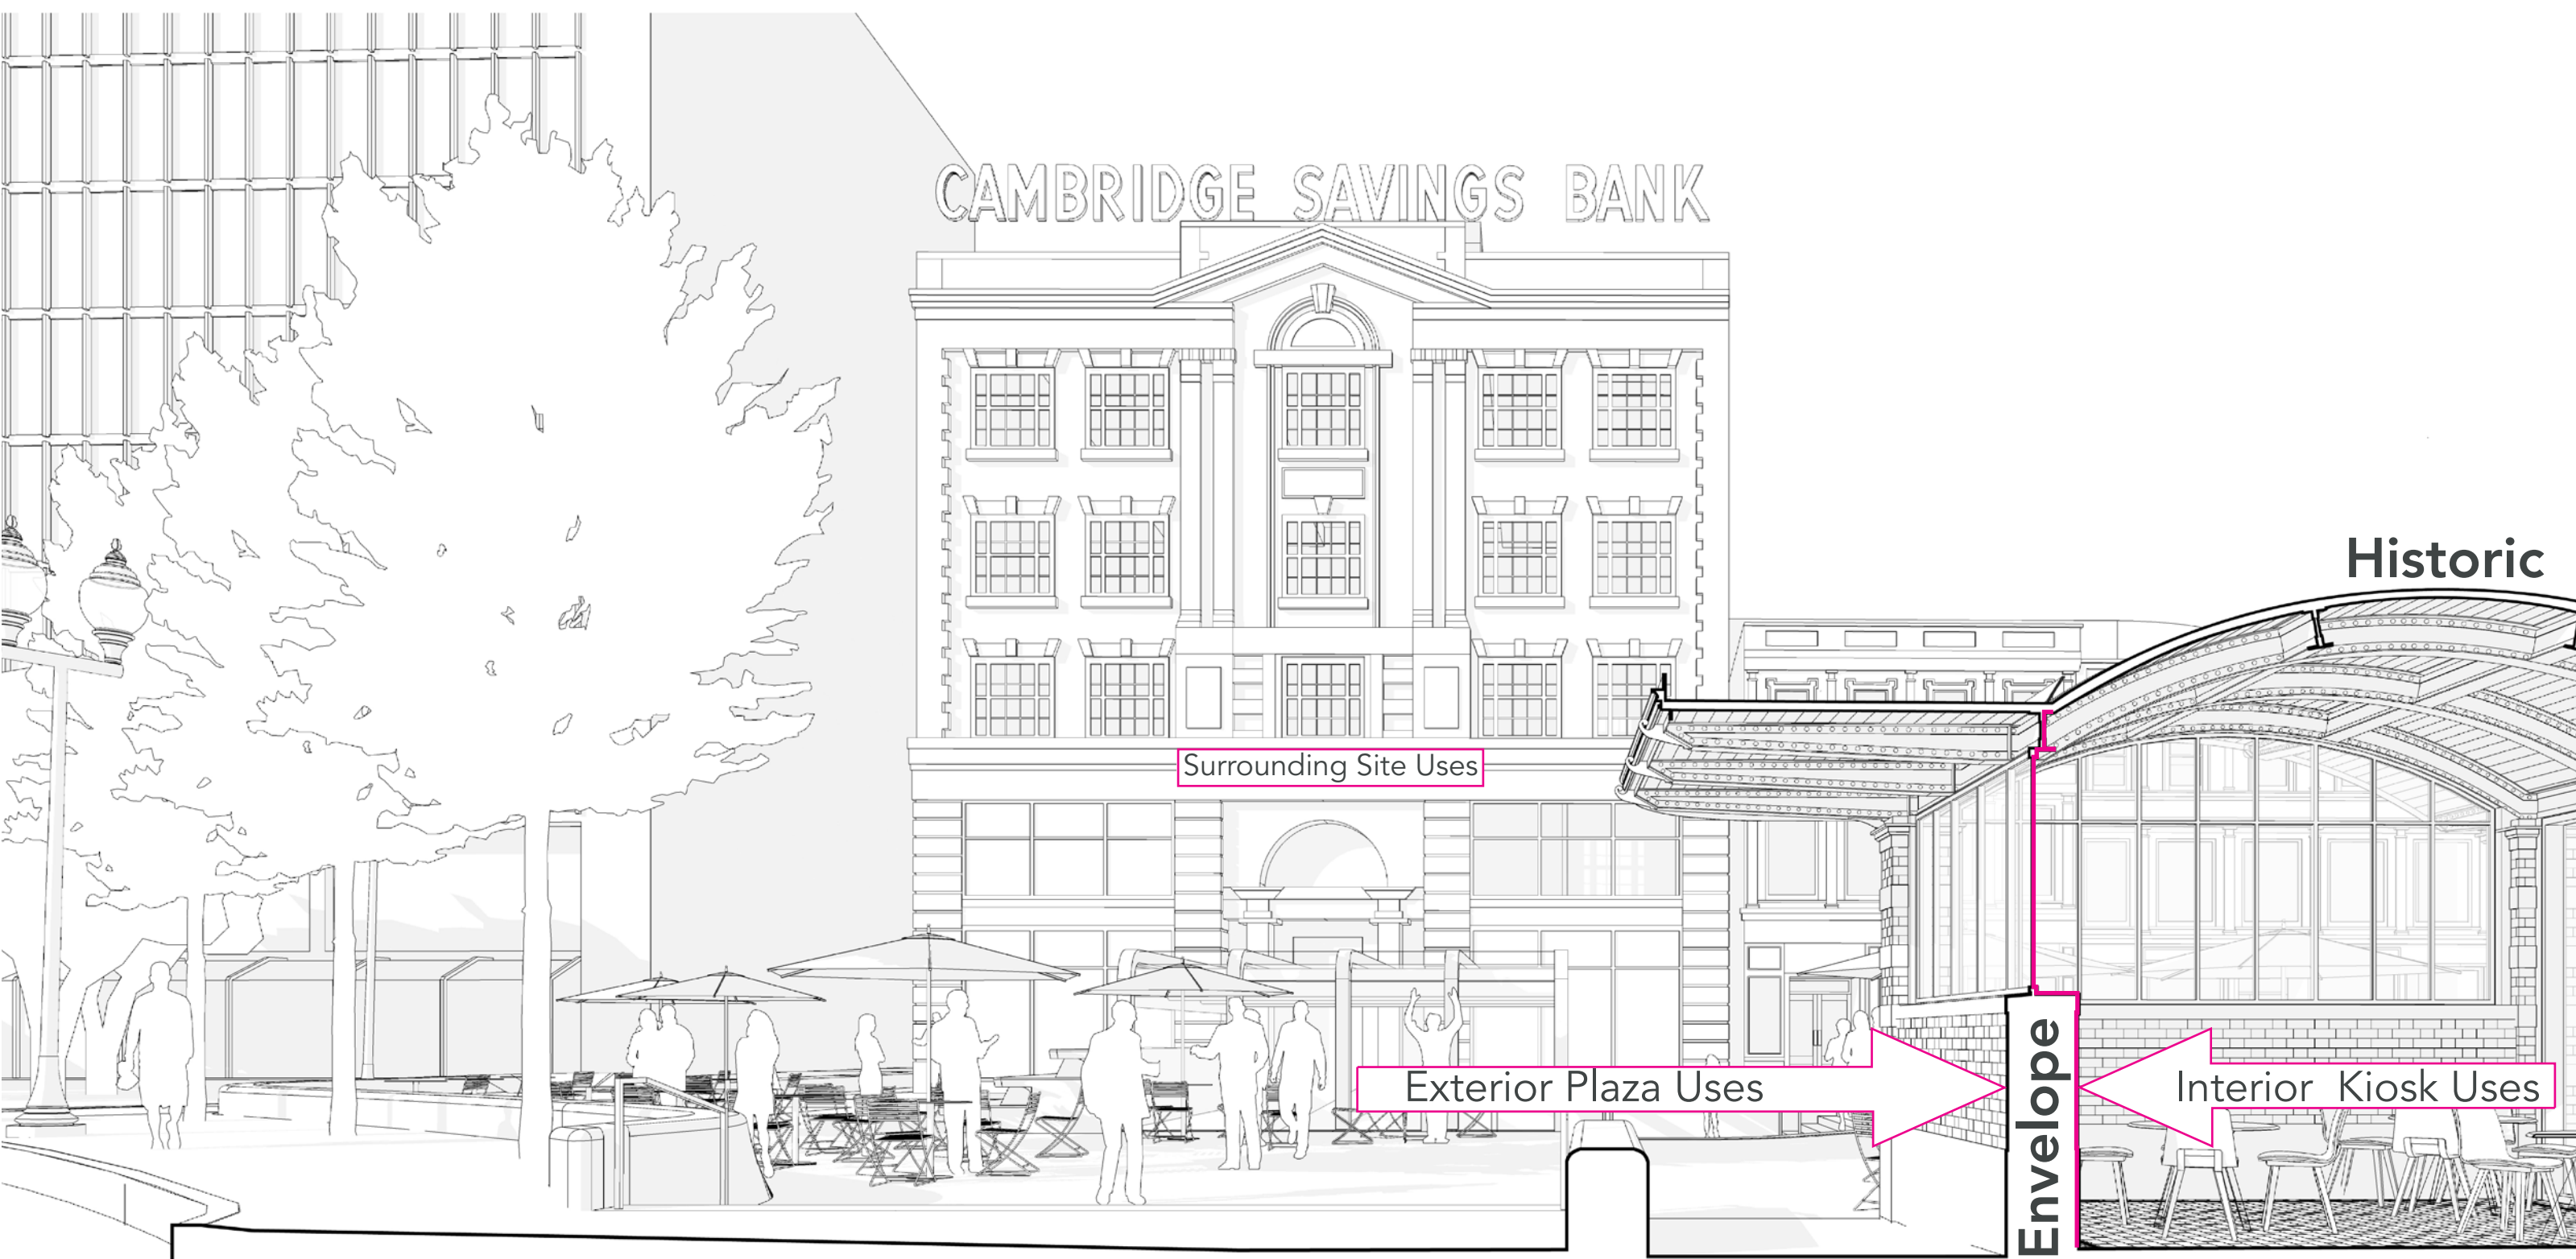 CAMBRIDGE SAVINGS BANK
Historic
Surrounding Site Uses
Exterior Plaza Uses
Envelope
Interior Kiosk Uses